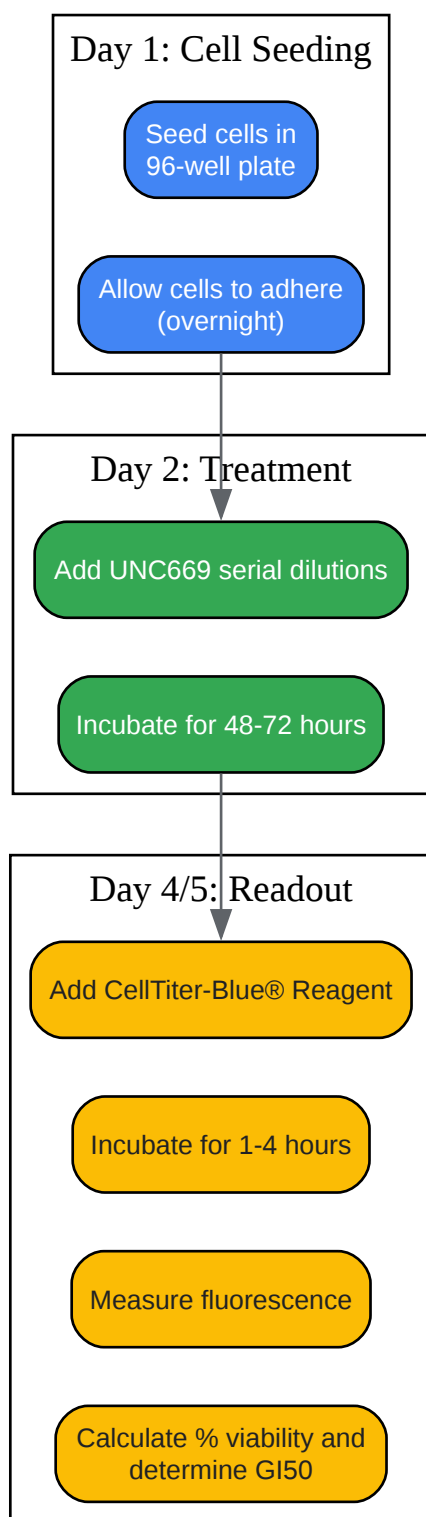 Day 1: Cell Seeding
Seed cells in
96-well plate
Allow cells to adhere
(overnight)
Day 2: Treatment
Add UNC669 serial dilutions
Incubate for 48-72 hours
Day 4/5: Readout
Add CellTiter-Blue® Reagent
Incubate for 1-4 hours
Measure fluorescence
Calculate % viability and
determine GI50